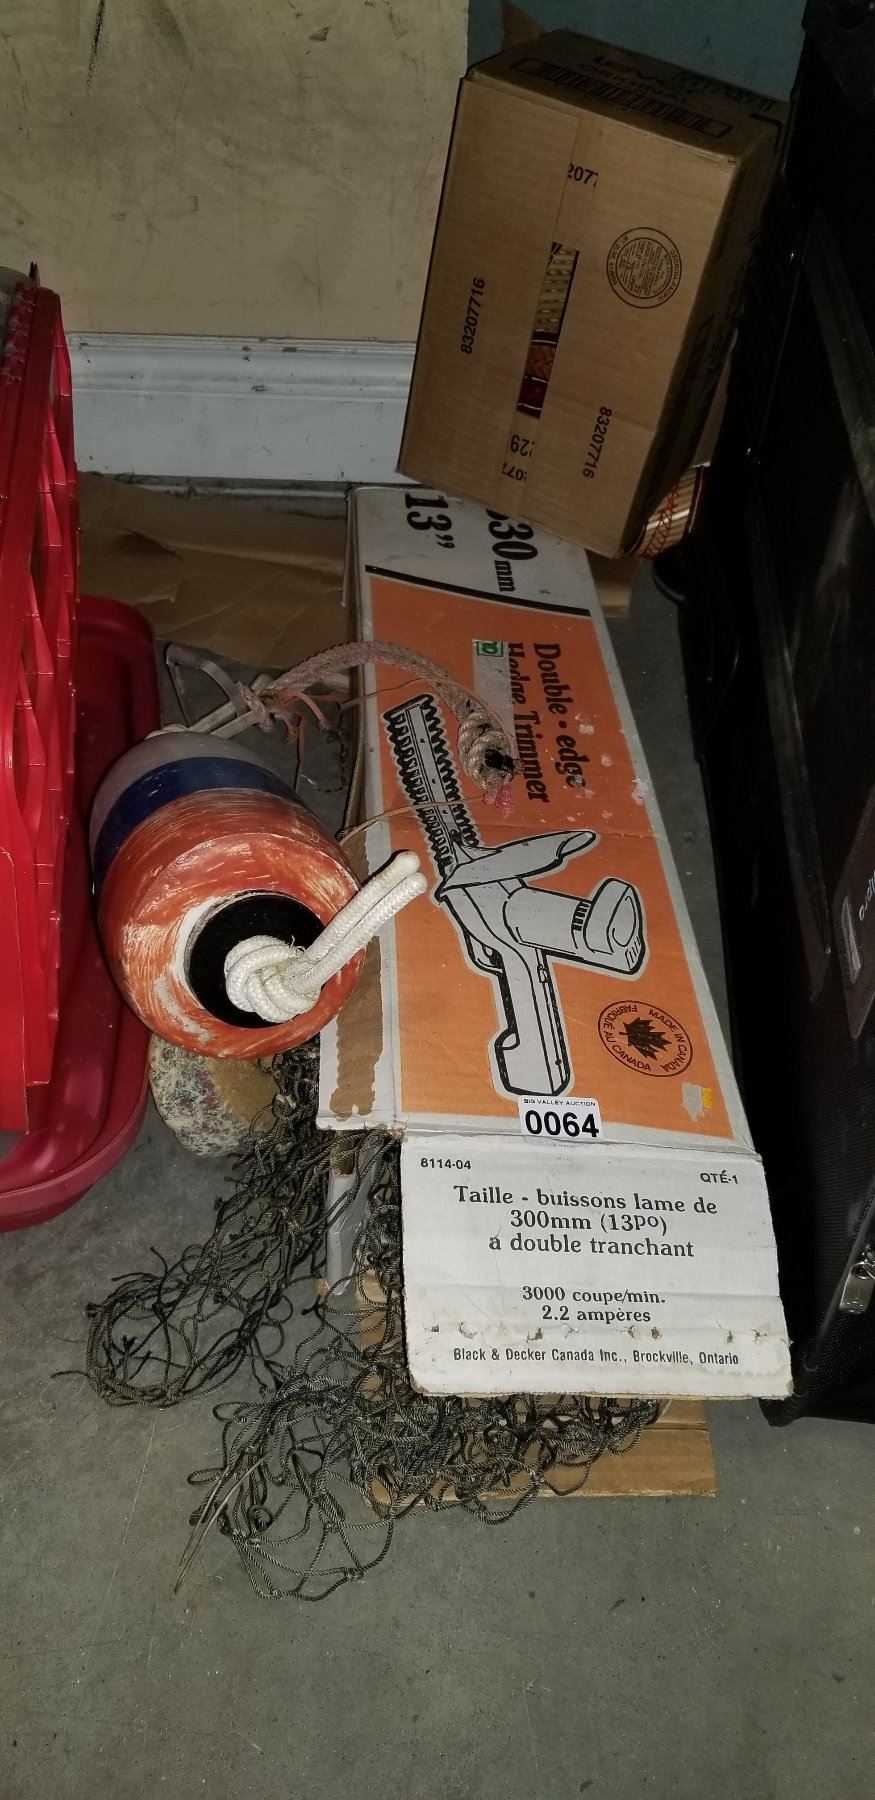 ORIGINAL
2077
83207716
83207716
13"
330mm
Double - edge
Hedge Trimmer
MADE IN CANADA
FABRIQUÉ AU CANADA
BIG VALLEY AUCTION
0064
8114-04
QTÉ-1
Taille - buissons lame de
300mm (13po)
à double tranchant
3000 coupe/min.
2.2 ampères
Black & Decker Canada Inc., Brockville, Ontario